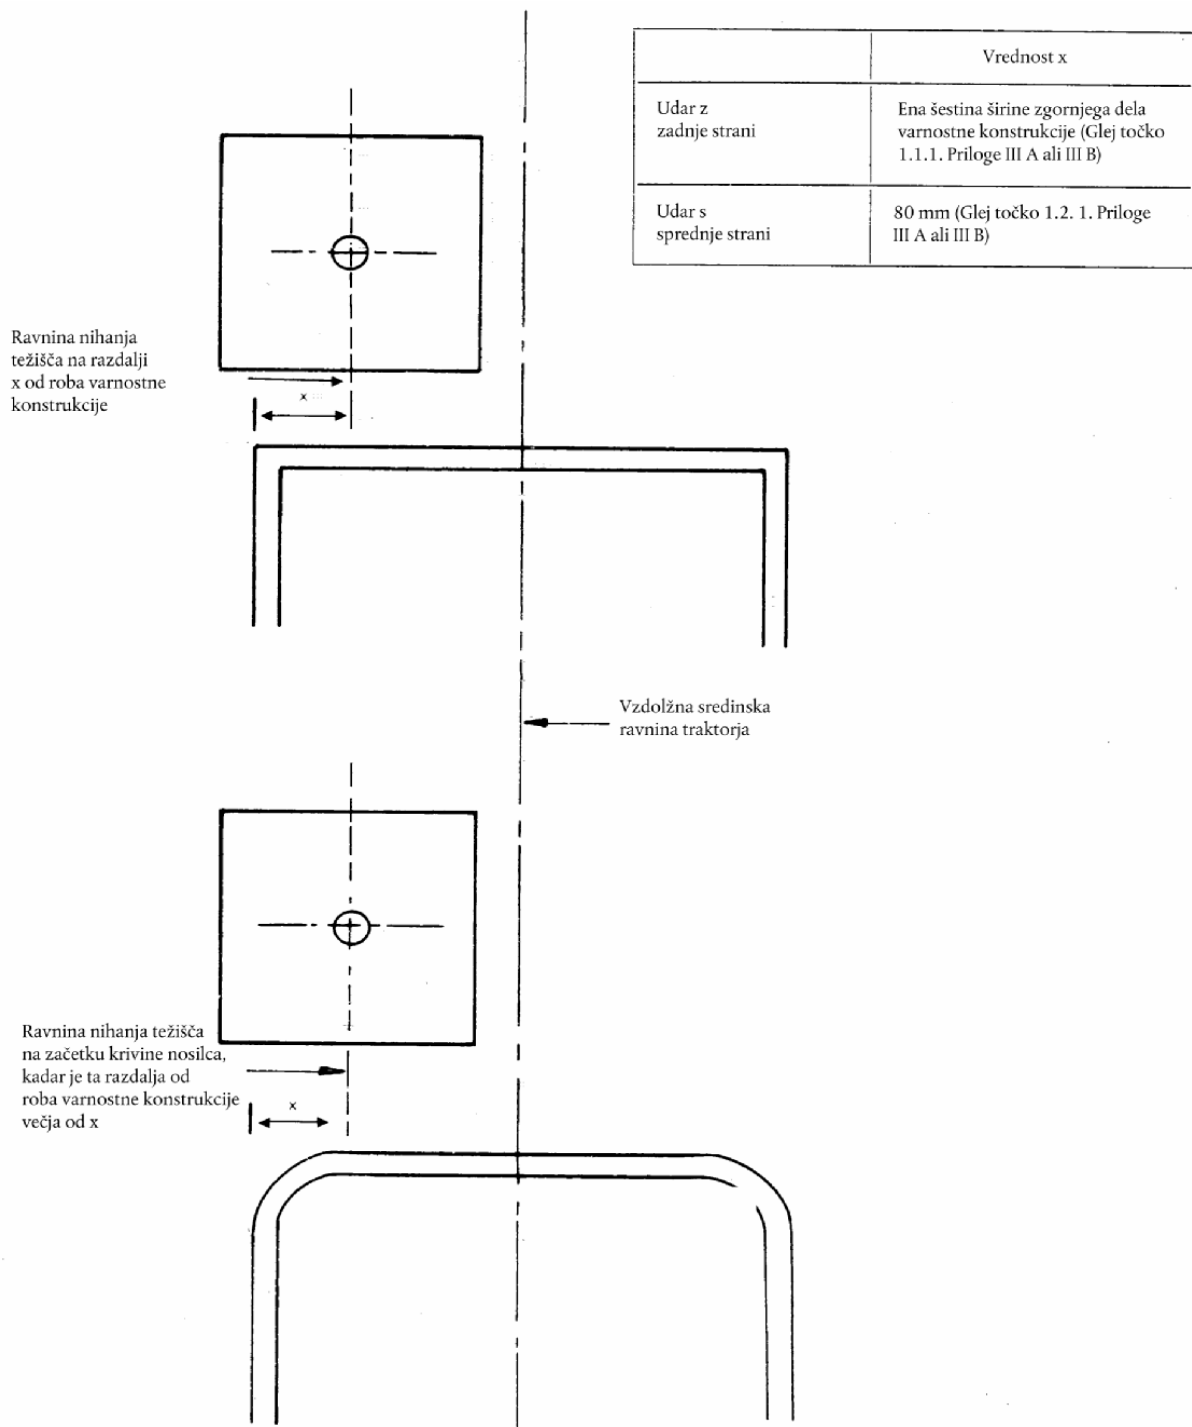 Vrednost x
Udar z
zadnje strani
Ena šestina širine zgornjega dela
varnostne konstrukcije (Glej točko
1.1.1. Priloge III A ali III B)
Udar s
sprednje strani
80 mm (Glej točko 1.2. 1. Priloge
III A ali III B)
Ravnina nihanja
težišča na razdalji
x od roba varnostne
konstrukcije
x
Vzdolžna sredinska
ravnina traktorja
Ravnina nihanja težišča
na začetku krivine nosilca,
kadar je ta razdalja od
roba varnostne konstrukcije
večja od x
x